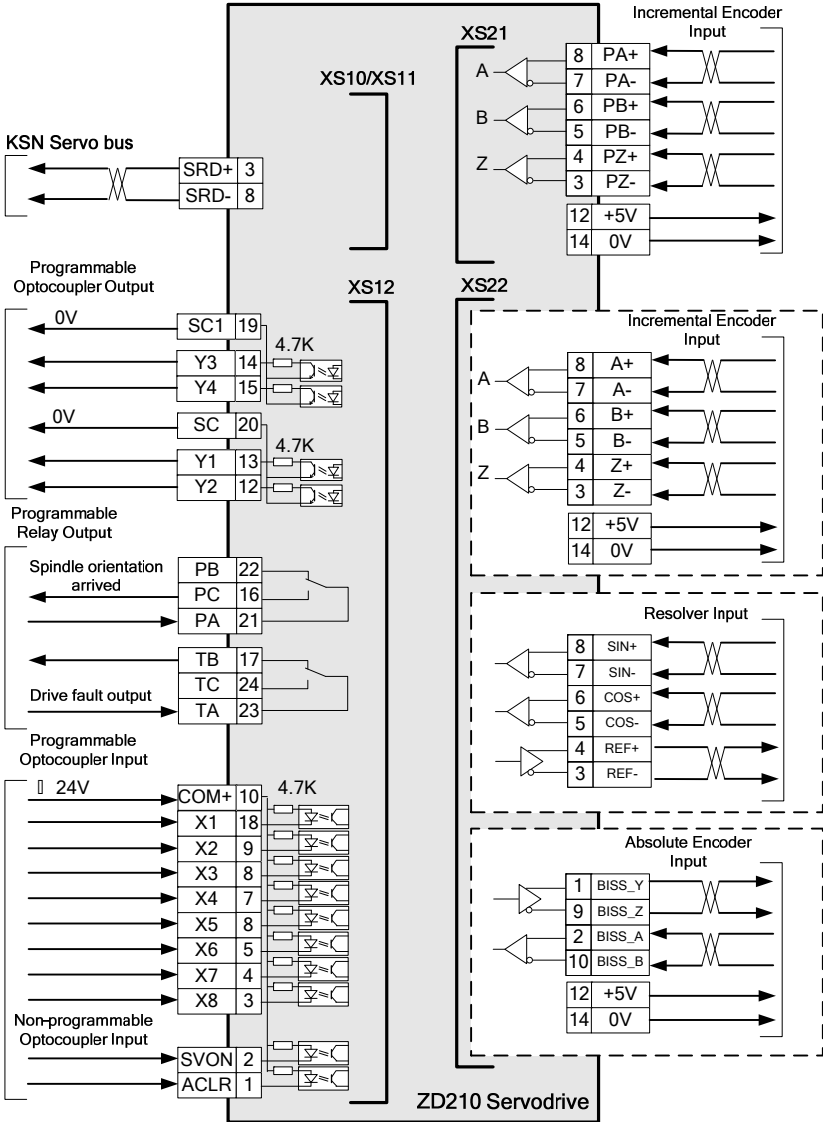 Incremental Encoder
Input
XS21
XS10/XS11
A
8 PA+
7 PA-
B
6 PB+
5 PB-
Z
4 PZ+
3 PZ-
12 +5V
14 0V
KSN Servo bus
SRD+ 3
SRD- 8
XS12
XS22
Programmable
Optocoupler Output
0V
SC1 19
4.7K
Y3 14
Y4 15
0V
SC 20
4.7K
Y1 13
Y2 12
Programmable
Relay Output
Spindle orientation
arrived
PB 22
PC 16
PA 21
TB 17
TC 24
Drive fault output
TA 23
Programmable
Optocoupler Input
24V
COM+ 10
4.7K
X1 18
X2 9
X3 8
X4 7
X5 8
X6 5
X7 4
X8 3
Non-programmable
Optocoupler Input
SVON 2
ACLR 1
Incremental Encoder
Input
A
8 A+
7 A-
B
6 B+
5 B-
Z
4 Z+
3 Z-
12 +5V
14 0V
Resolver Input
8 SIN+
7 SIN-
6 COS+
5 COS-
4 REF+
3 REF-
Absolute Encoder
Input
1 BISS_Y
9 BISS_Z
2 BISS_A
10 BISS_B
12 +5V
14 0V
ZD210 Servodrive